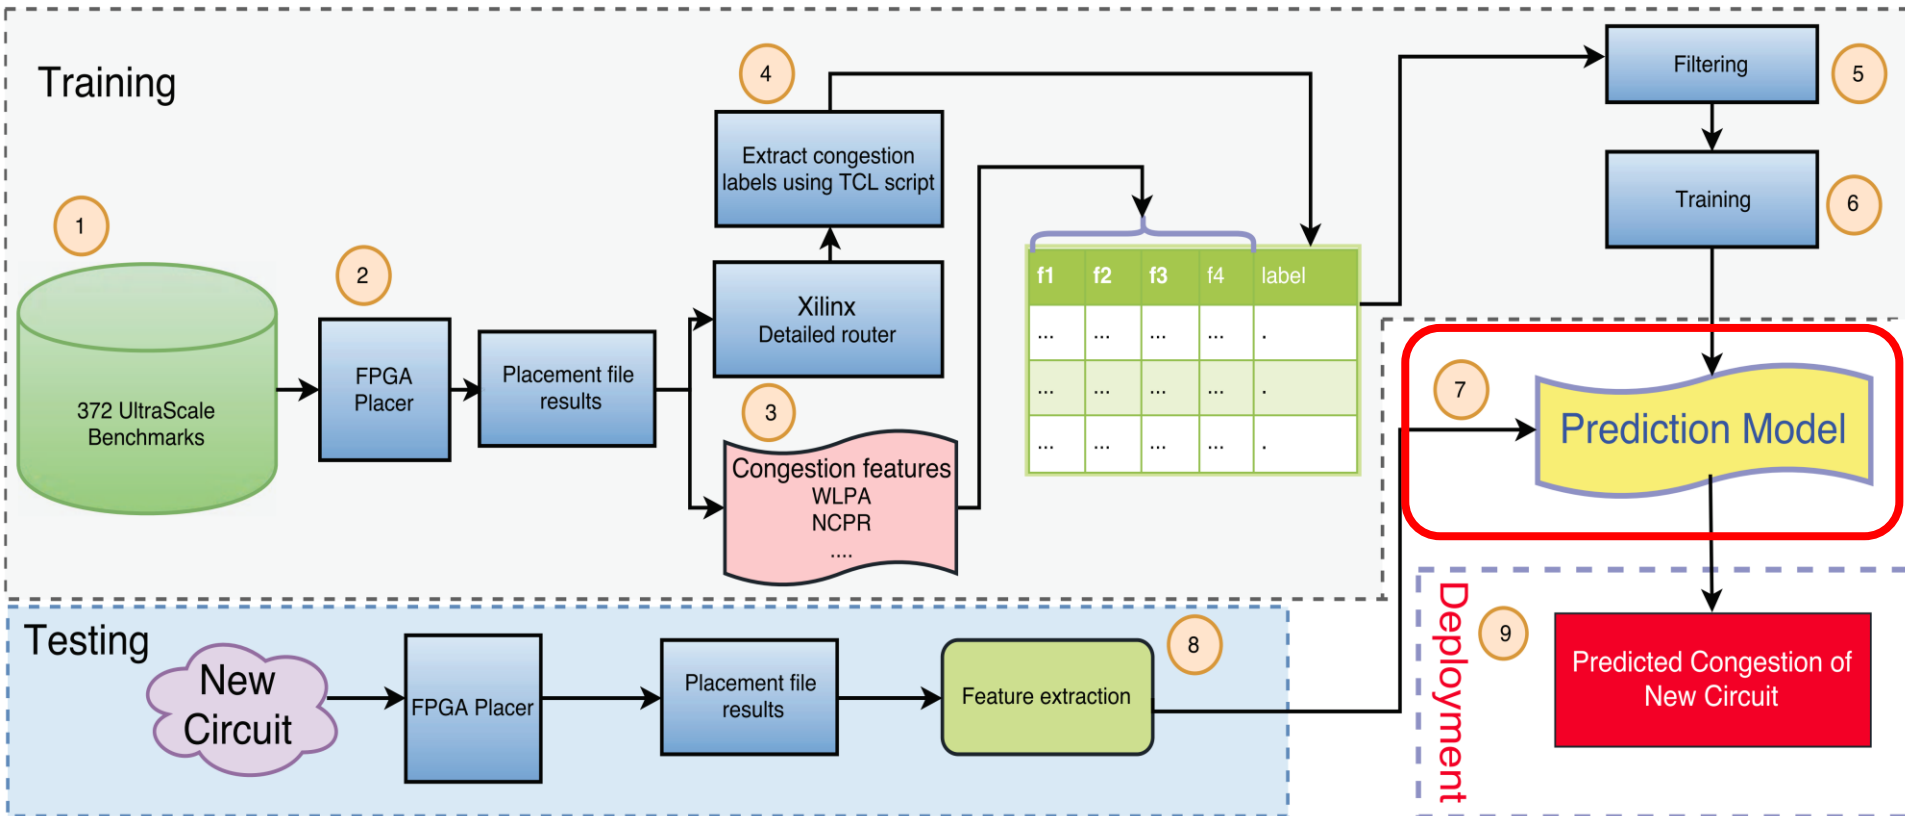 Training
1
372 UltraScale
Benchmarks
2
FPGA
Placer
Placement file
results
4
Extract congestion
labels using TCL script
Xilinx
Detailed router
3
Congestion features
WLPA
NCPR
....
f1 f2 f3 f4 label
... ... ... ... .
... ... ... ... .
... ... ... ... .
Filtering
5
Training
6
7
Prediction Model
Testing
New
Circuit
FPGA Placer
Placement file
results
Feature extraction
8
Deployment
9
Predicted Congestion of
New Circuit